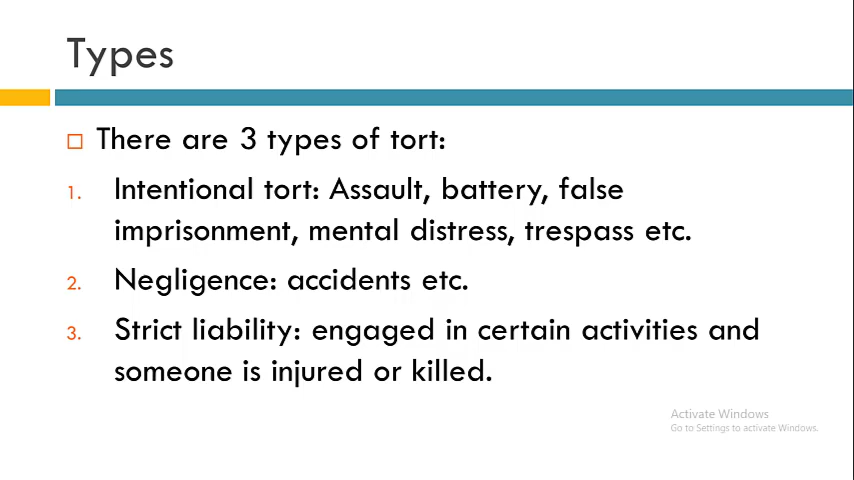 Types
There are 3 types of tort:
1. Intentional tort: Assault, battery, false
imprisonment, mental distress, trespass etc.
2. Negligence: accidents etc.
3. Strict liability: engaged in certain activities and
someone is injured or killed.
Activate Windows
Go to Settings to activate Windows.